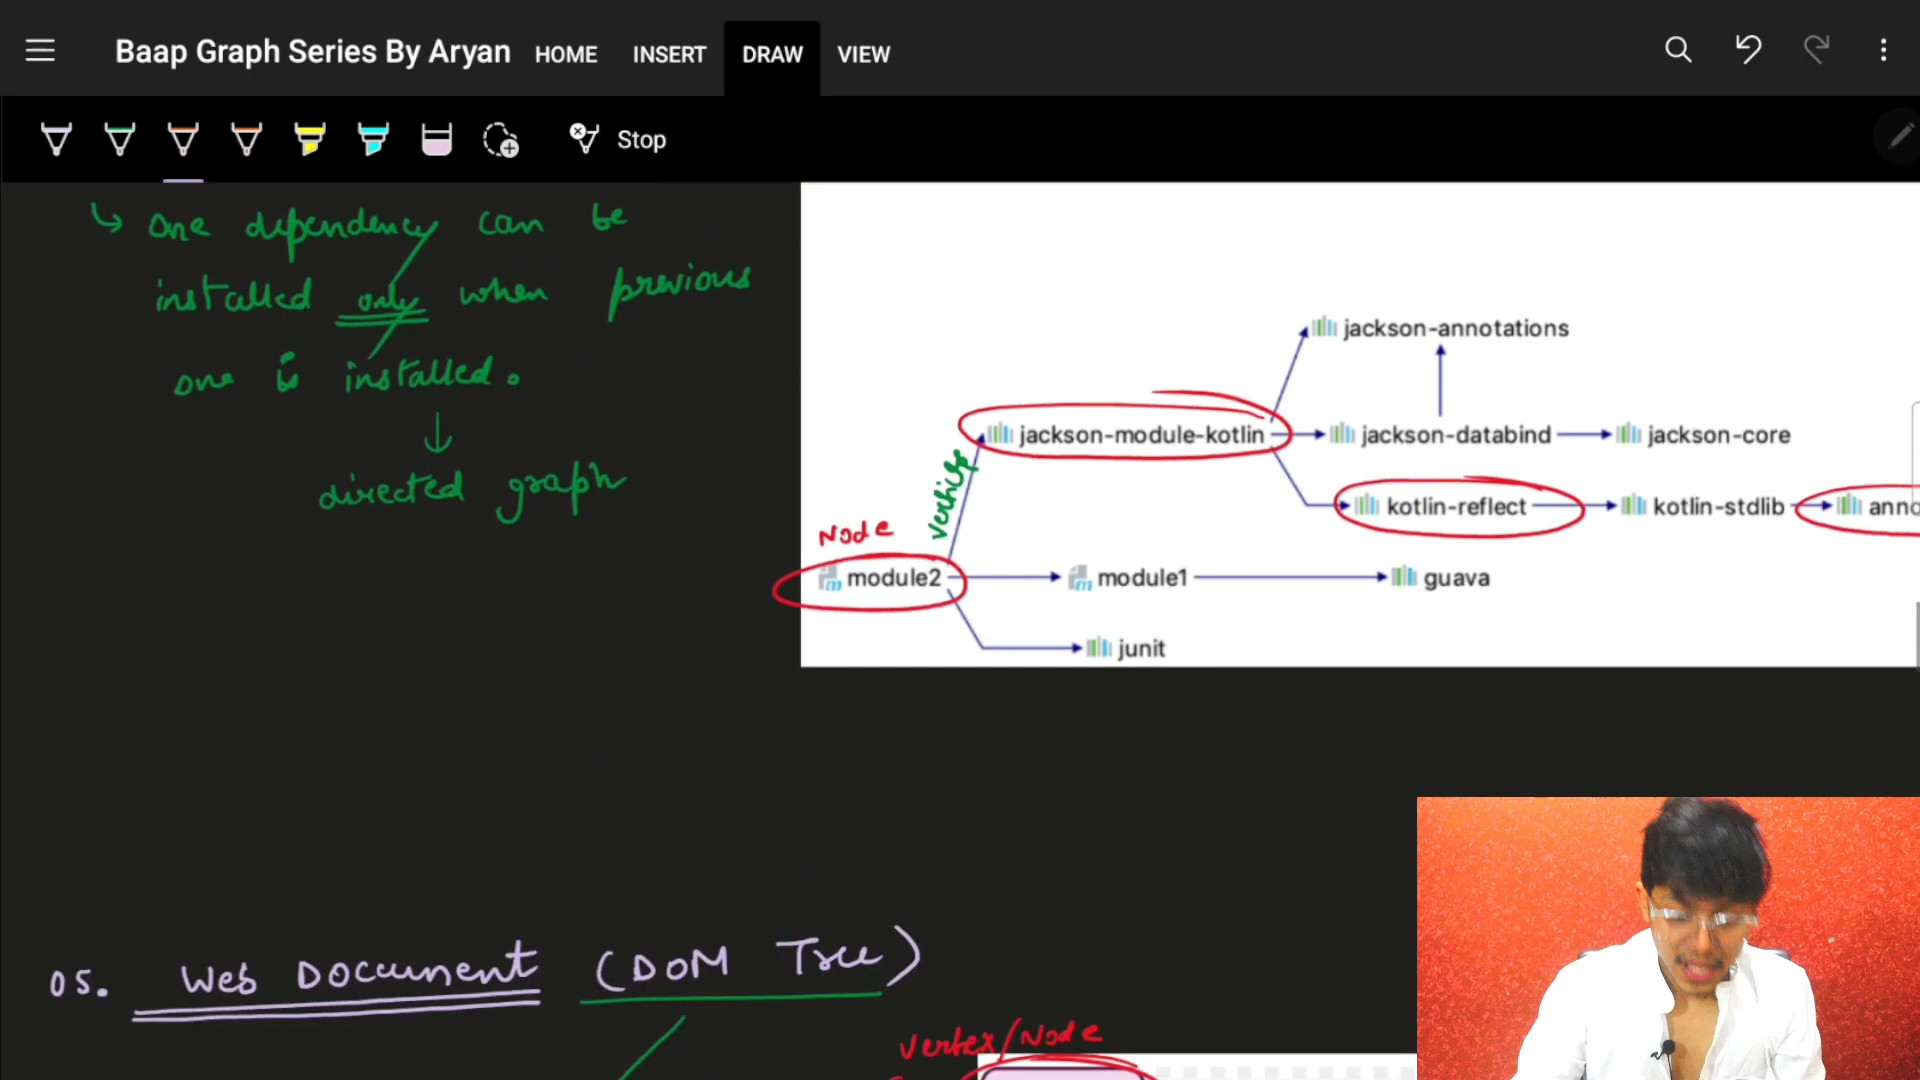 Baap Graph Series By Aryan HOME INSERT DRAW VIEW
Stop
↳ one dependency can be
installed only when previous
one is installed.
↓
directed graph
jackson-annotations
jackson-module-kotlin
jackson-databind
jackson-core
kotlin-reflect
kotlin-stdlib
anno
Node
module2
module1
guava
junit
05. Web Document (DOM Tree)
Vertex/Node